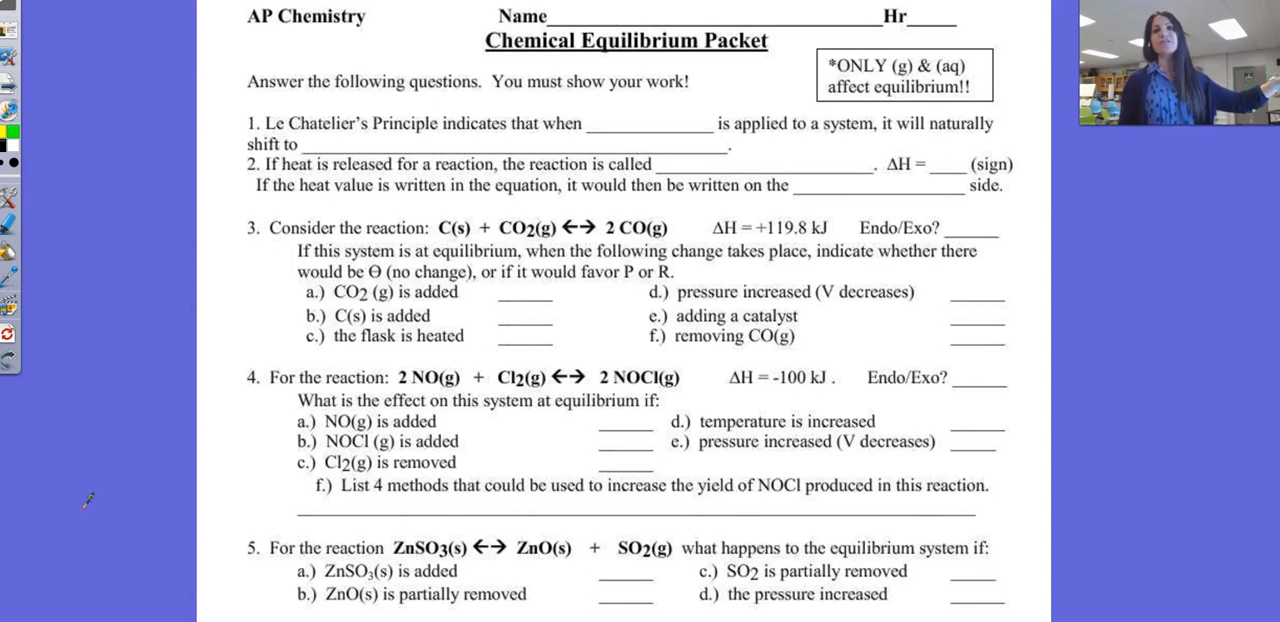 AP Chemistry Name____________________Hr_____
Chemical Equilibrium Packet
*ONLY (g) & (aq)
affect equilibrium!!
Answer the following questions. You must show your work!
1. Le Chatelier's Principle indicates that when ______________ is applied to a system, it will naturally
shift to ______________________________.
2. If heat is released for a reaction, the reaction is called ______________________. ΔH = ____ (sign)
If the heat value is written in the equation, it would then be written on the _________________ side.
3. Consider the reaction: C(s) + CO2(g) ↔ 2 CO(g) ΔH = +119.8 kJ Endo/Exo? ______
If this system is at equilibrium, when the following change takes place, indicate whether there
would be Ө (no change), or if it would favor P or R.
a.) CO2 (g) is added ______ d.) pressure increased (V decreases) ______
b.) C(s) is added ______ e.) adding a catalyst ______
c.) the flask is heated ______ f.) removing CO(g) ______
4. For the reaction: 2 NO(g) + Cl2(g) ↔ 2 NOCl(g) ΔH = -100 kJ . Endo/Exo? ______
What is the effect on this system at equilibrium if:
a.) NO(g) is added ______ d.) temperature is increased ______
b.) NOCl (g) is added ______ e.) pressure increased (V decreases) ______
c.) Cl2(g) is removed ______
f.) List 4 methods that could be used to increase the yield of NOCl produced in this reaction.
5. For the reaction ZnSO3(s) ↔ ZnO(s) + SO2(g) what happens to the equilibrium system if:
a.) ZnSO3(s) is added ______ c.) SO2 is partially removed ______
b.) ZnO(s) is partially removed ______ d.) the pressure increased ______